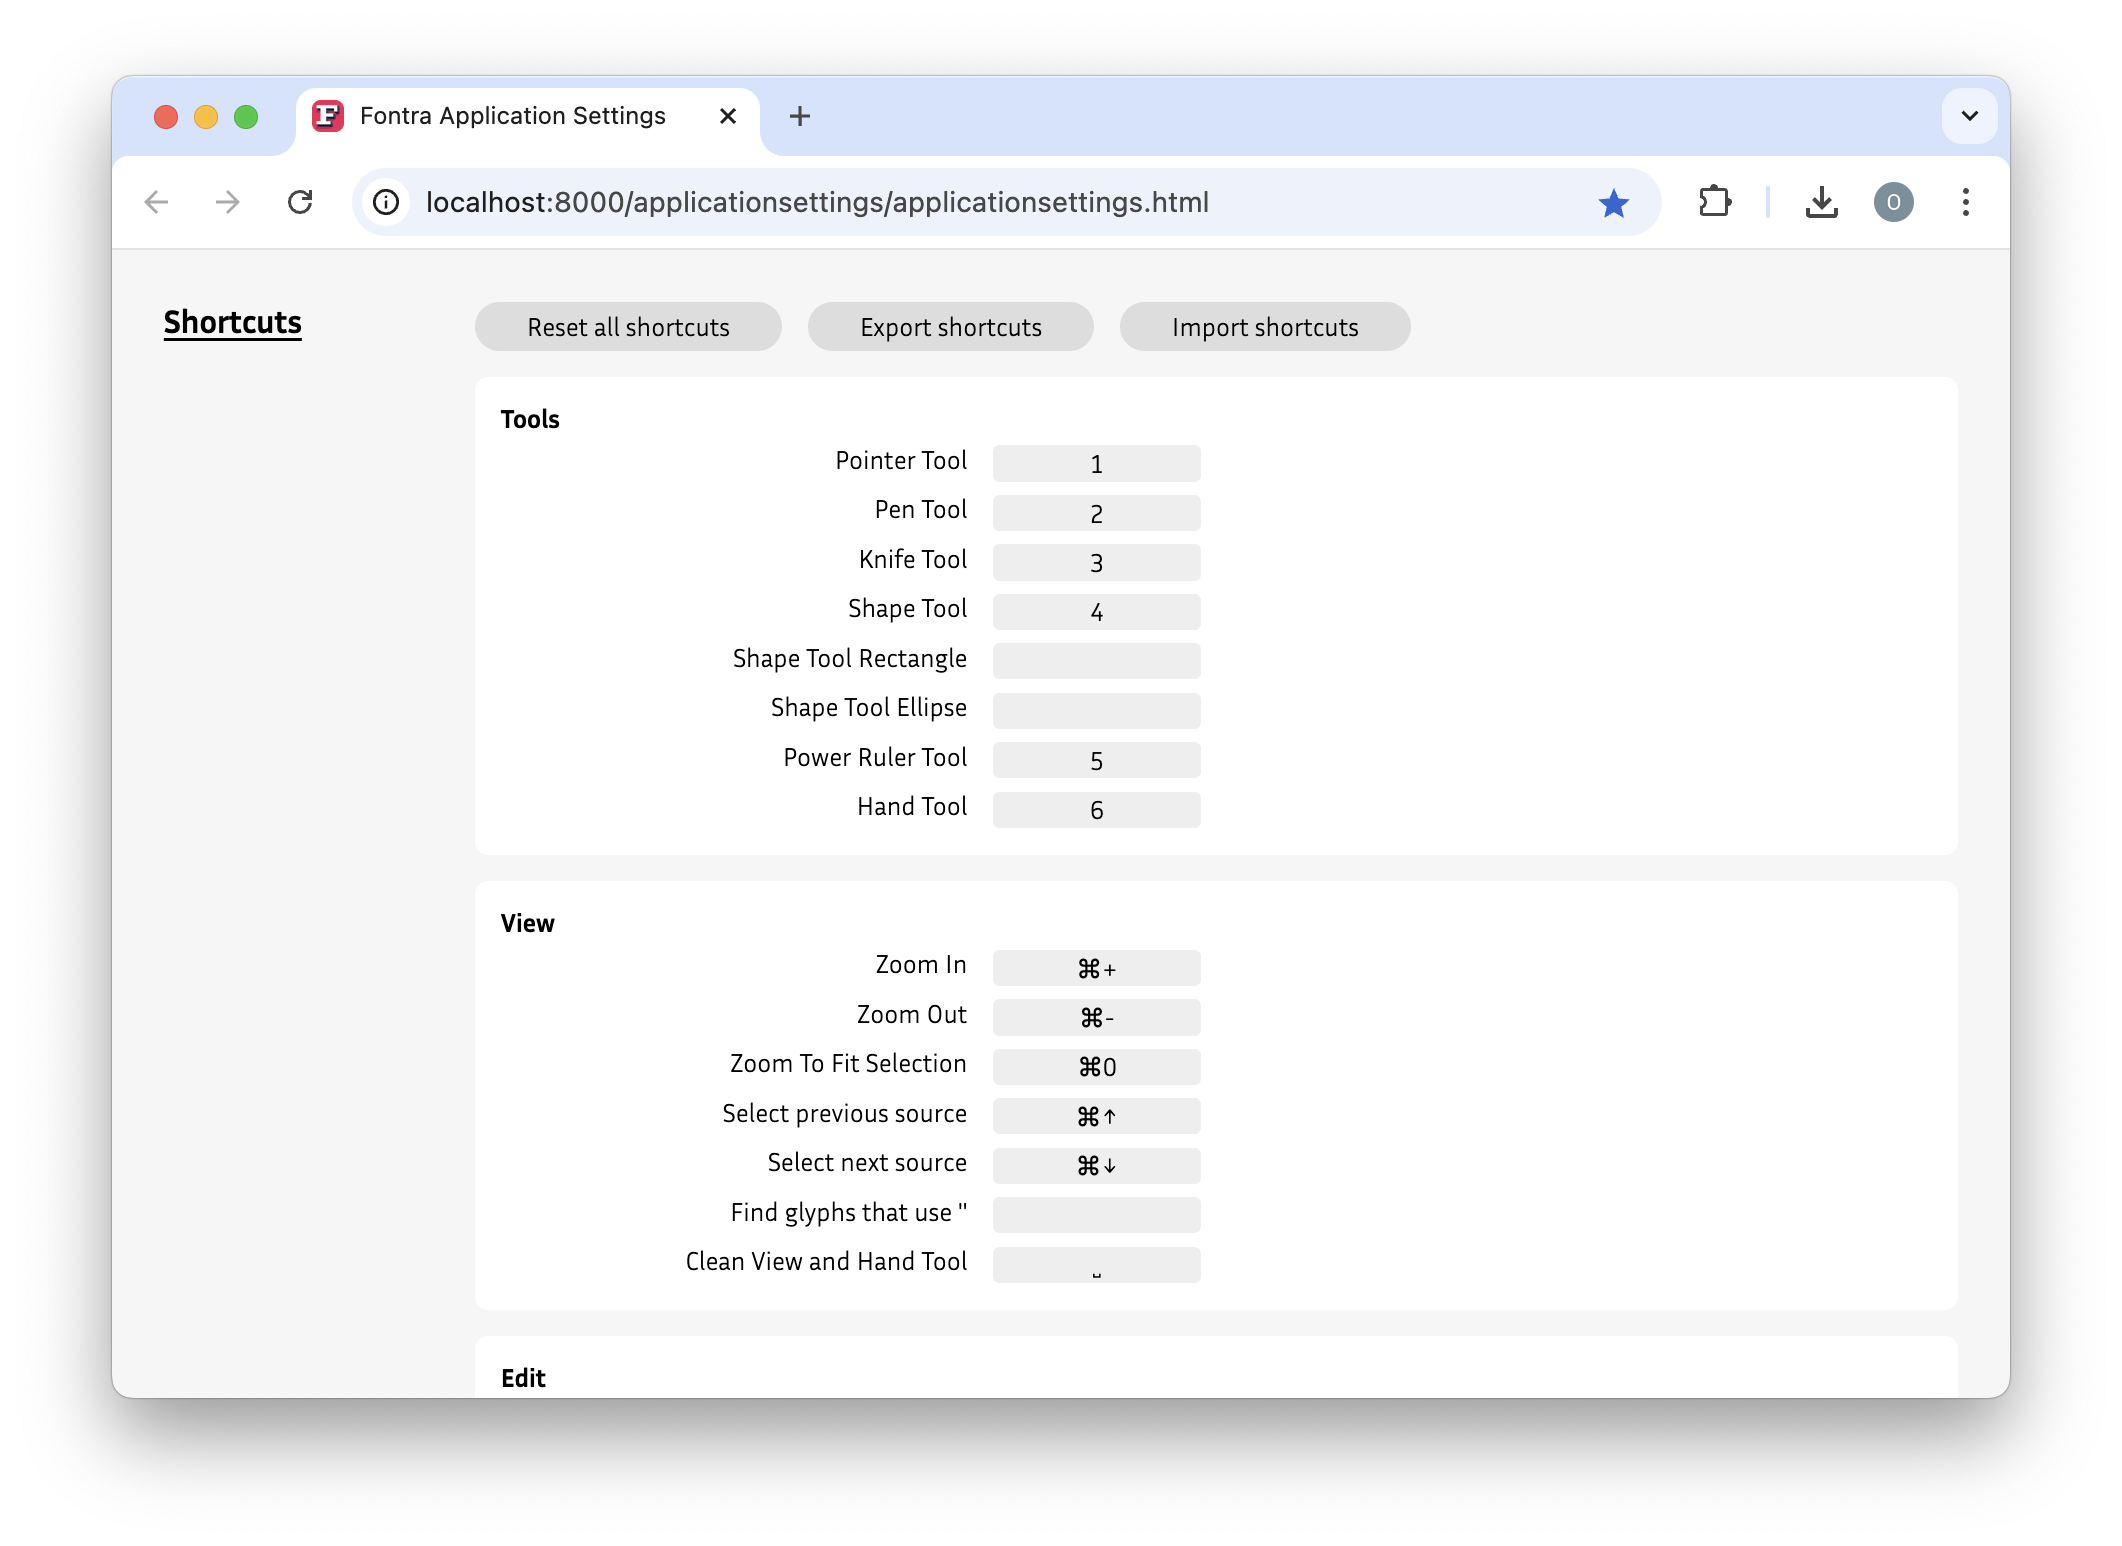 F Fontra Application Settings
localhost:8000/applicationsettings/applicationsettings.html
O
Shortcuts
Reset all shortcuts Export shortcuts Import shortcuts
Tools
Pointer Tool 1
Pen Tool 2
Knife Tool 3
Shape Tool 4
Shape Tool Rectangle
Shape Tool Ellipse
Power Ruler Tool 5
Hand Tool 6
View
Zoom In ⌘+
Zoom Out ⌘-
Zoom To Fit Selection ⌘0
Select previous source ⌘↑
Select next source ⌘↓
Find glyphs that use ''
Clean View and Hand Tool ␣
Edit